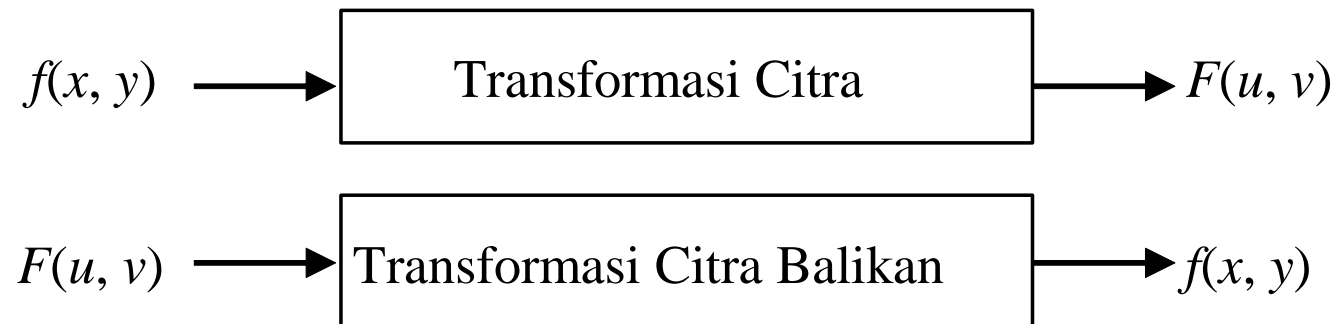 f(x, y) Transformasi Citra F(u, v)
F(u, v) Transformasi Citra Balikan f(x, y)